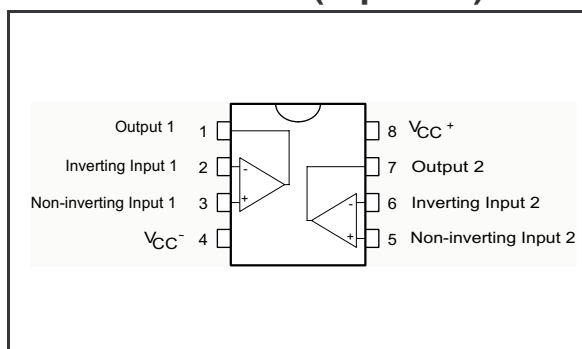 Output 1 1 8 VCC +
Inverting Input 1 2 - 7 Output 2
Non-inverting Input 1 3 + - 6 Inverting Input 2
VCC - 4 + 5 Non-inverting Input 2